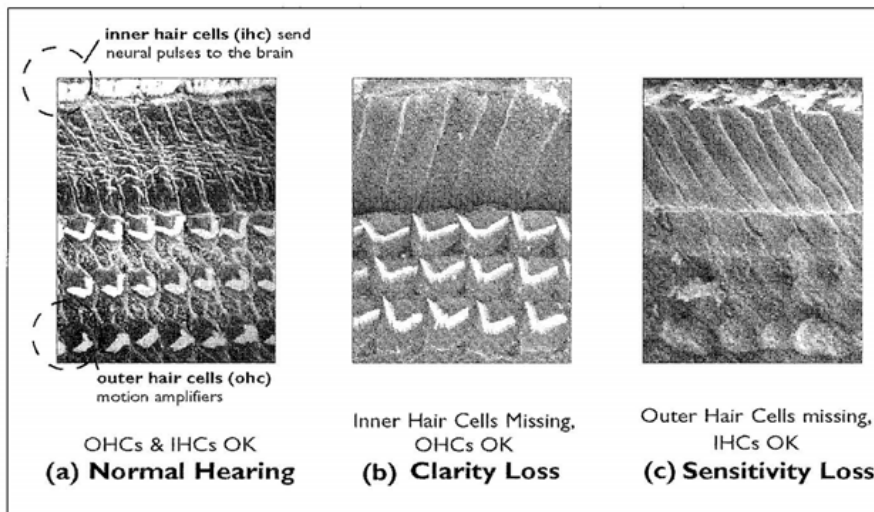 inner hair cells (ihc) send
neural pulses to the brain
outer hair cells (ohc)
motion amplifiers
OHCs & IHCs OK
(a) Normal Hearing
Inner Hair Cells Missing,
OHCs OK
(b) Clarity Loss
Outer Hair Cells missing,
IHCs OK
(c) Sensitivity Loss